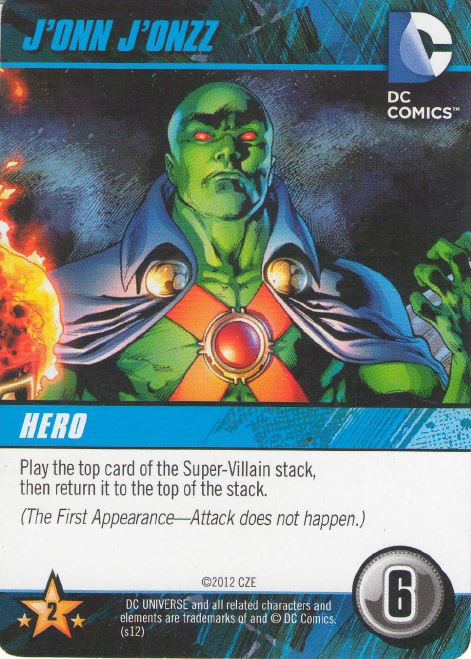 J'ONN J'ONZZ
DC
COMICS™
HERO
Play the top card of the Super-Villain stack,
then return it to the top of the stack.
(The First Appearance—Attack does not happen.)
©2012 CZE
2
DC UNIVERSE and all related characters and
elements are trademarks of and © DC Comics.
(s12)
6